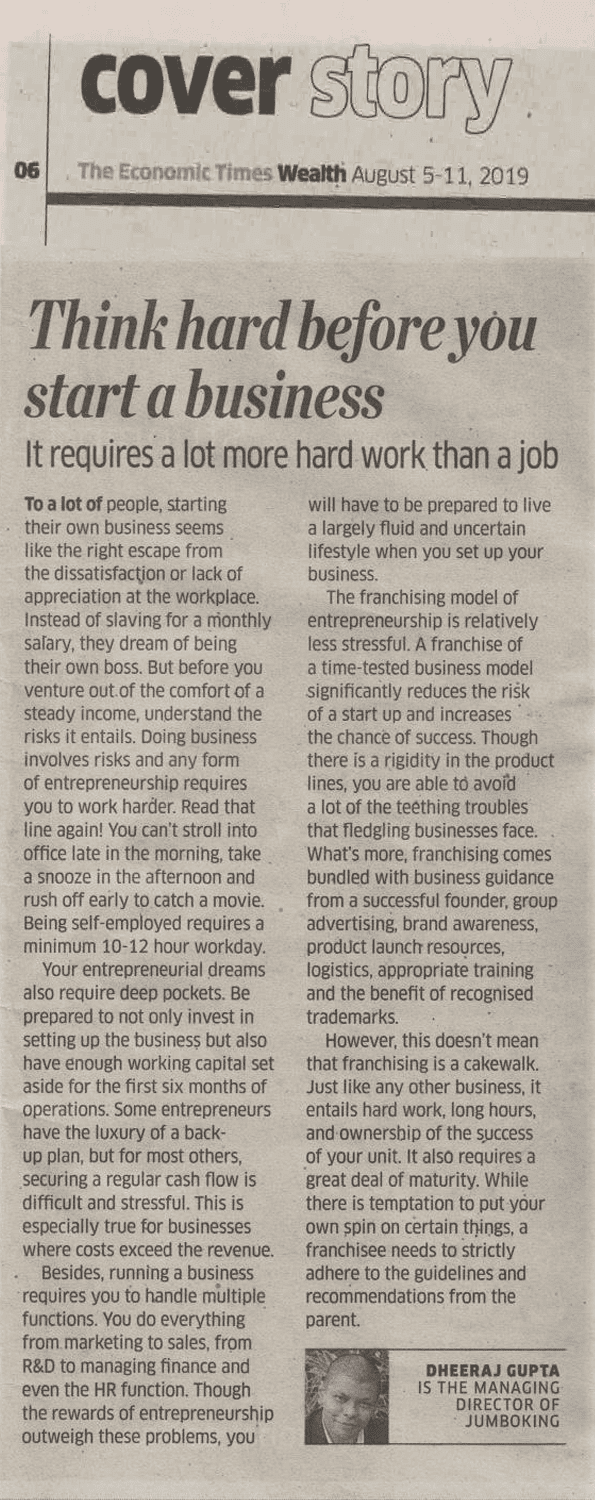 cover story
06 The Economic Times Wealth August 5-11, 2019
Think hard before you
start a business
It requires a lot more hard work than a job
To a lot of people, starting
their own business seems
like the right escape from
the dissatisfaction or lack of
appreciation at the workplace.
Instead of slaving for a monthly
salary, they dream of being
their own boss. But before you
venture out of the comfort of a
steady income, understand the
risks it entails. Doing business
involves risks and any form
of entrepreneurship requires
you to work harder. Read that
line again! You can't stroll into
office late in the morning, take
a snooze in the afternoon and
rush off early to catch a movie.
Being self-employed requires a
minimum 10-12 hour workday.
Your entrepreneurial dreams
also require deep pockets. Be
prepared to not only invest in
setting up the business but also
have enough working capital set
aside for the first six months of
operations. Some entrepreneurs
have the luxury of a back-
up plan, but for most others,
securing a regular cash flow is
difficult and stressful. This is
especially true for businesses
where costs exceed the revenue.
Besides, running a business
requires you to handle multiple
functions. You do everything
from marketing to sales, from
R&D to managing finance and
even the HR function. Though
the rewards of entrepreneurship
outweigh these problems, you
will have to be prepared to live
a largely fluid and uncertain
lifestyle when you set up your
business.
The franchising model of
entrepreneurship is relatively
less stressful. A franchise of
a time-tested business model
significantly reduces the risk
of a start up and increases
the chance of success. Though
there is a rigidity in the product
lines, you are able to avoid
a lot of the teething troubles
that fledgling businesses face.
What's more, franchising comes
bundled with business guidance
from a successful founder, group
advertising, brand awareness,
product launch resources,
logistics, appropriate training
and the benefit of recognised
trademarks.
However, this doesn't mean
that franchising is a cakewalk.
Just like any other business, it
entails hard work, long hours,
and ownership of the success
of your unit. It also requires a
great deal of maturity. While
there is temptation to put your
own spin on certain things, a
franchisee needs to strictly
adhere to the guidelines and
recommendations from the
parent.
DHEERAJ GUPTA
IS THE MANAGING
DIRECTOR OF
JUMBOKING